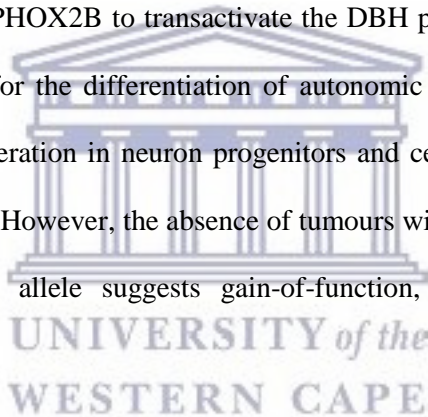 PHOX2B to transactivate the DBH p
for the differentiation of autonomic
eration in neuron progenitors and ce
However, the absence of tumours wi
allele suggests gain-of-function,
UNIVERSITY of the
WESTERN CAPE